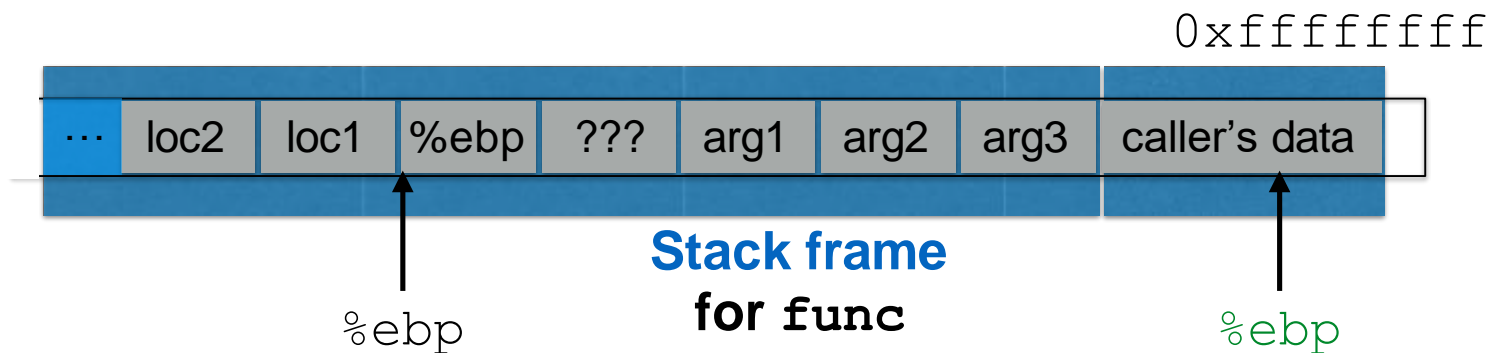 0xffffffff
… loc2 loc1 %ebp ??? arg1 arg2 arg3 caller's data
Stack frame
for func
%ebp %ebp